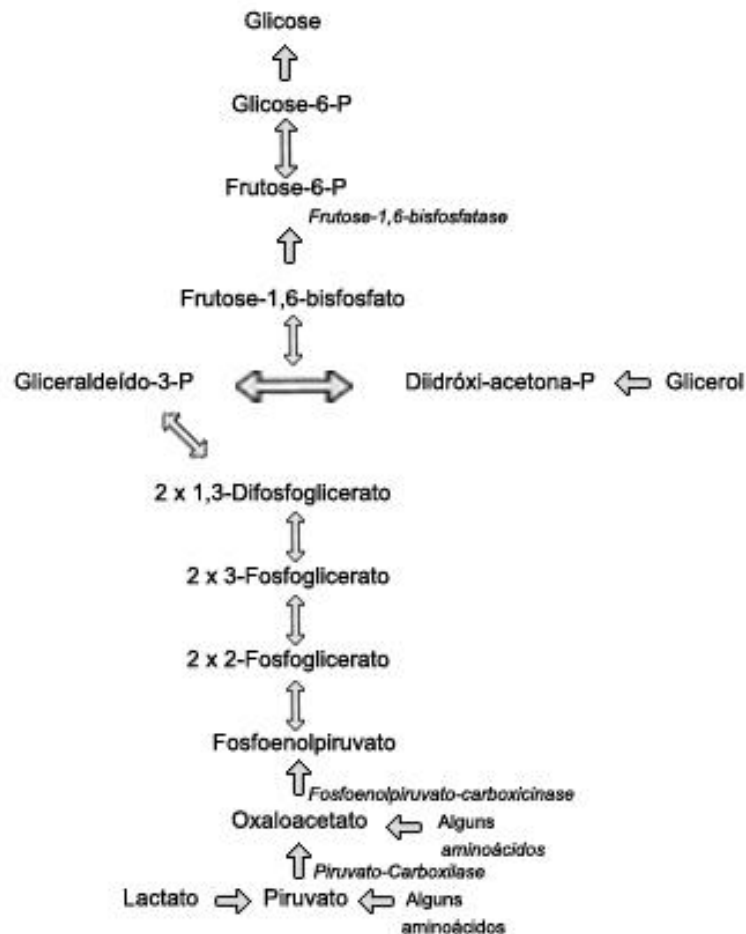 Glicose
Glicose-6-P
Frutose-6-P
Frutose-1,6-bisfosfatase
Frutose-1,6-bisfosfato
Gliceraldeído-3-P
Diidróxi-acetona-P
Glicerol
2 x 1,3-Difosfoglicerato
2 x 3-Fosfoglicerato
2 x 2-Fosfoglicerato
Fosfoenolpiruvato
Fosfoenolpiruvato-carboxicinase
Oxaloacetato
Alguns
aminoácidos
Piruvato-Carboxilase
Lactato
Piruvato
Alguns
aminoácidos